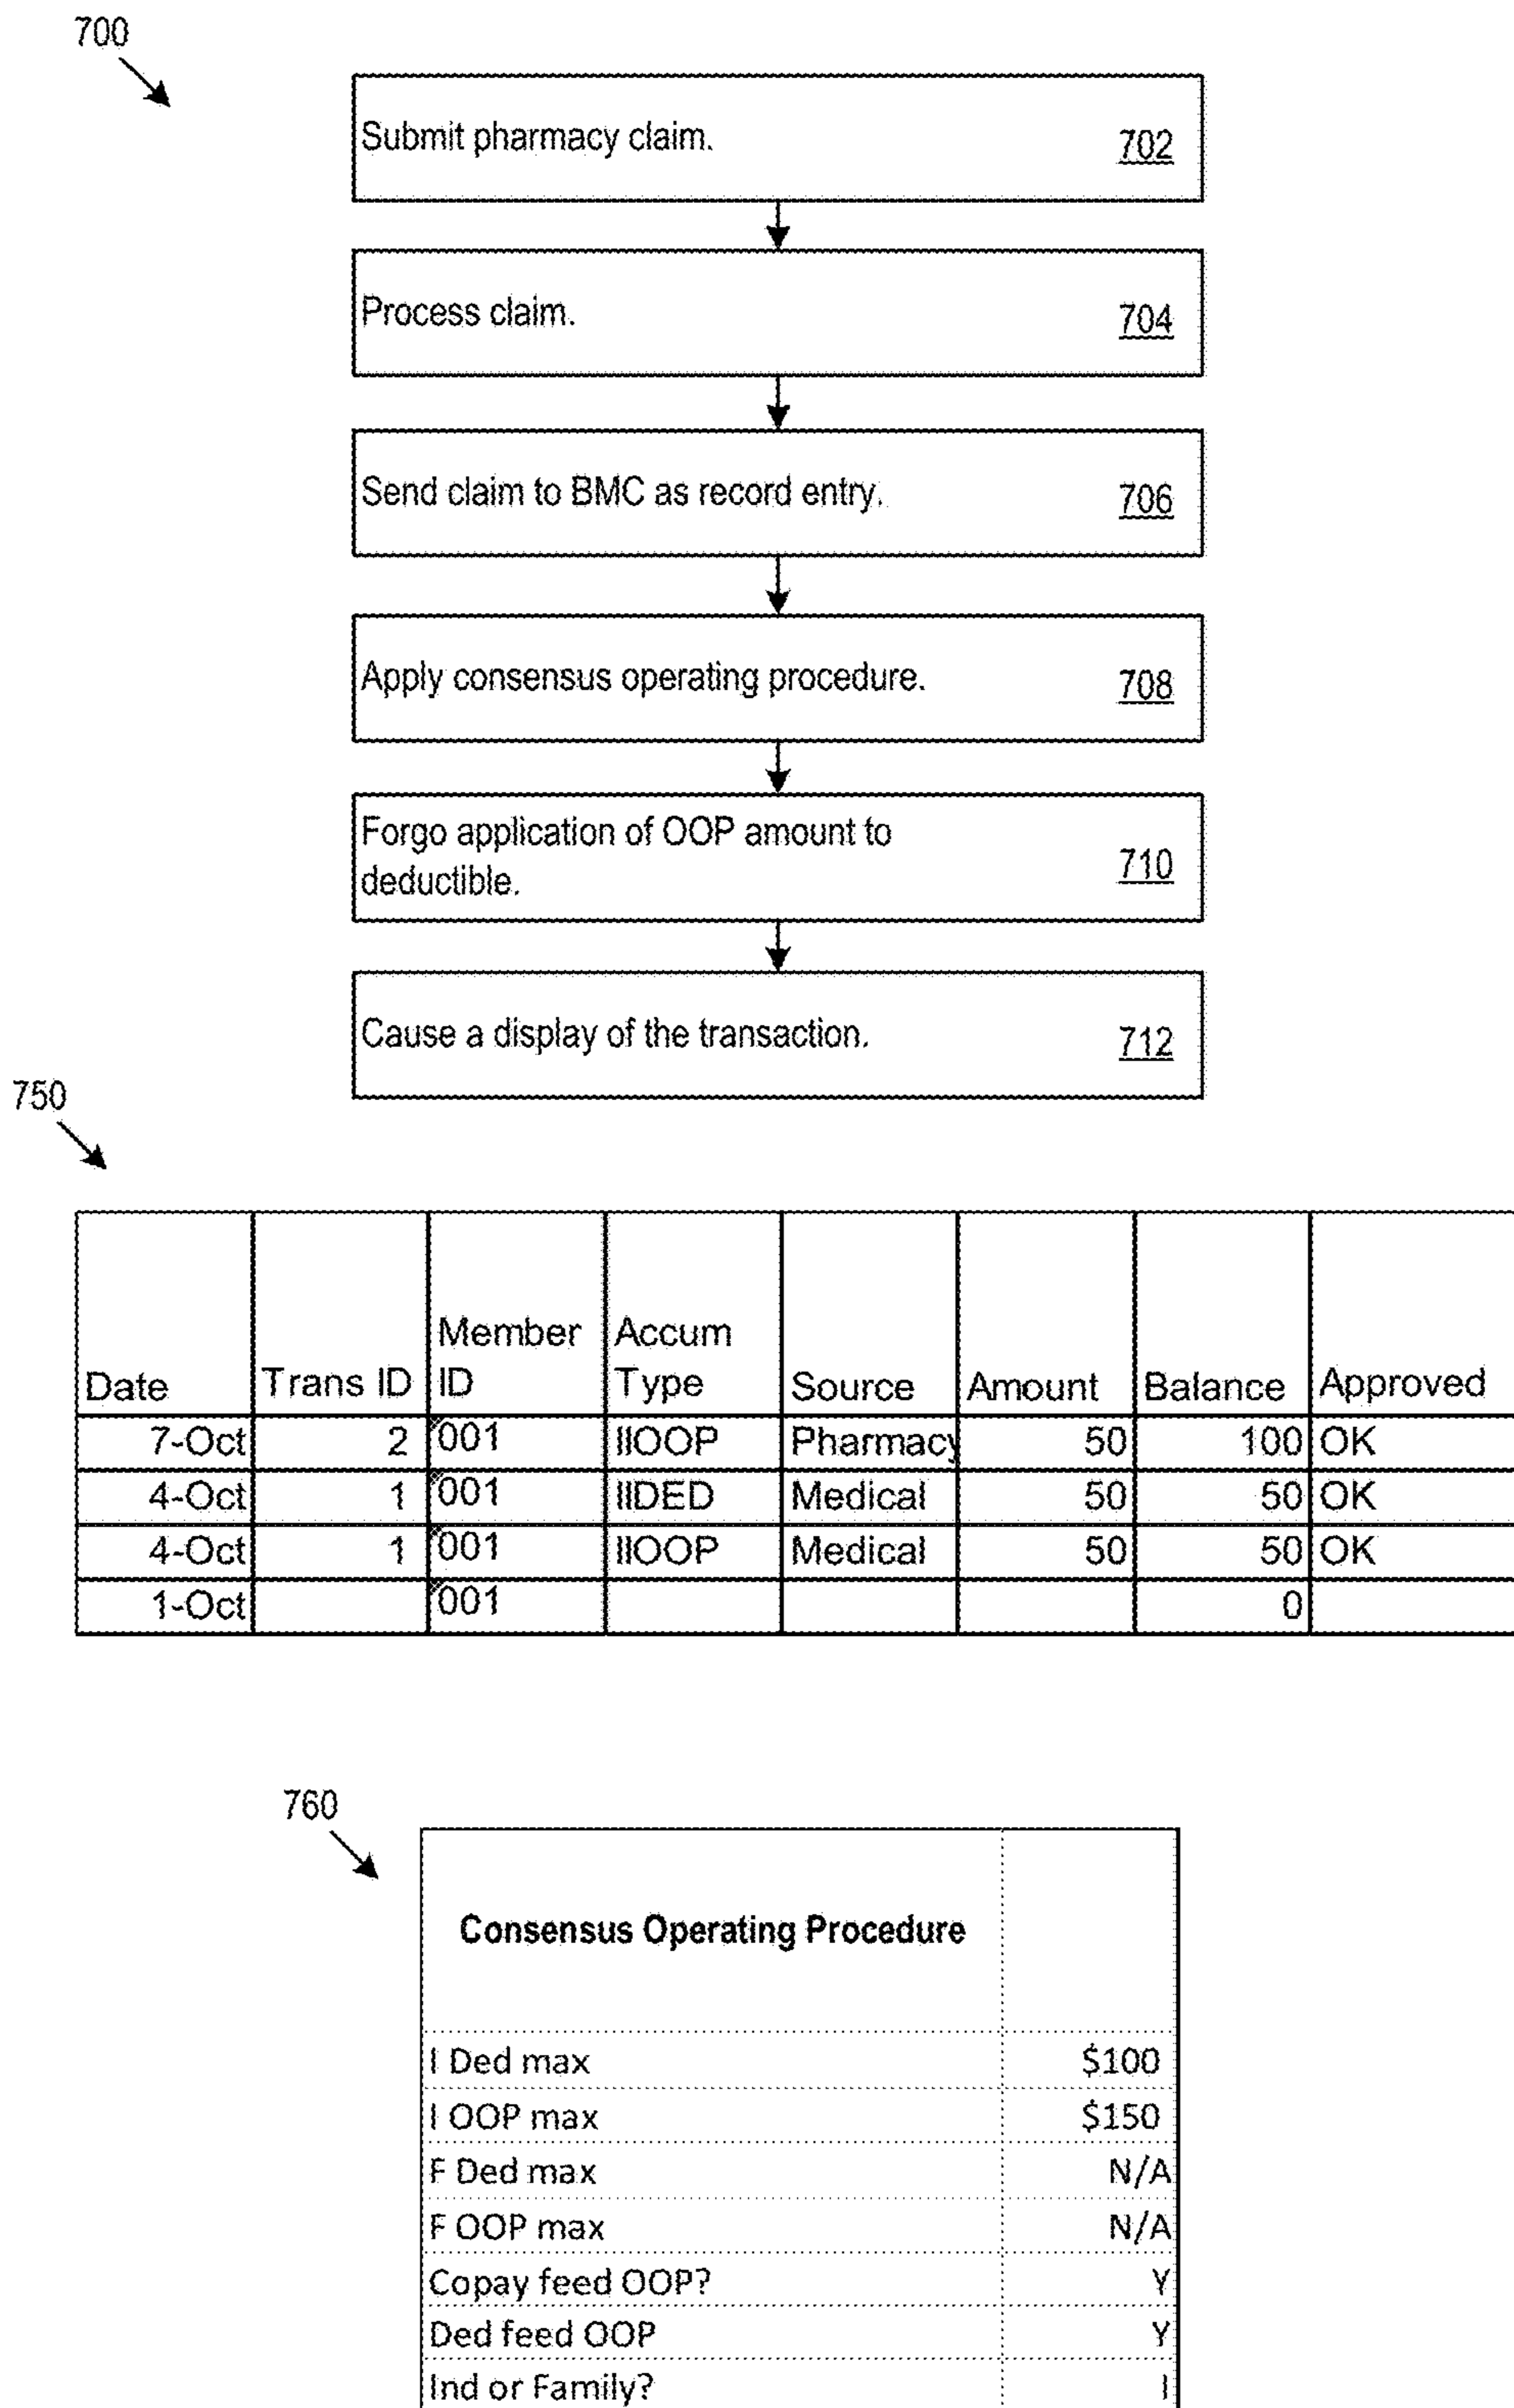 700
Submit pharmacy claim. 702
Process claim. 704
Send claim to BMC as record entry. 706
Apply consensus operating procedure. 708
Forgo application of OOP amount to
deductible. 710
Cause a display of the transaction. 712
750
Date Trans ID Member ID Accum Type Source Amount Balance Approved
7-Oct 2 001 IIOOP Pharmacy 50 100 OK
4-Oct 1 001 IIDED Medical 50 50 OK
4-Oct 1 001 IIOOP Medical 50 50 OK
1-Oct 001 0
760
Consensus Operating Procedure
I Ded max $100
I OOP max $150
F Ded max N/A
F OOP max N/A
Copay feed OOP? Y
Ded feed OOP Y
Ind or Family? I